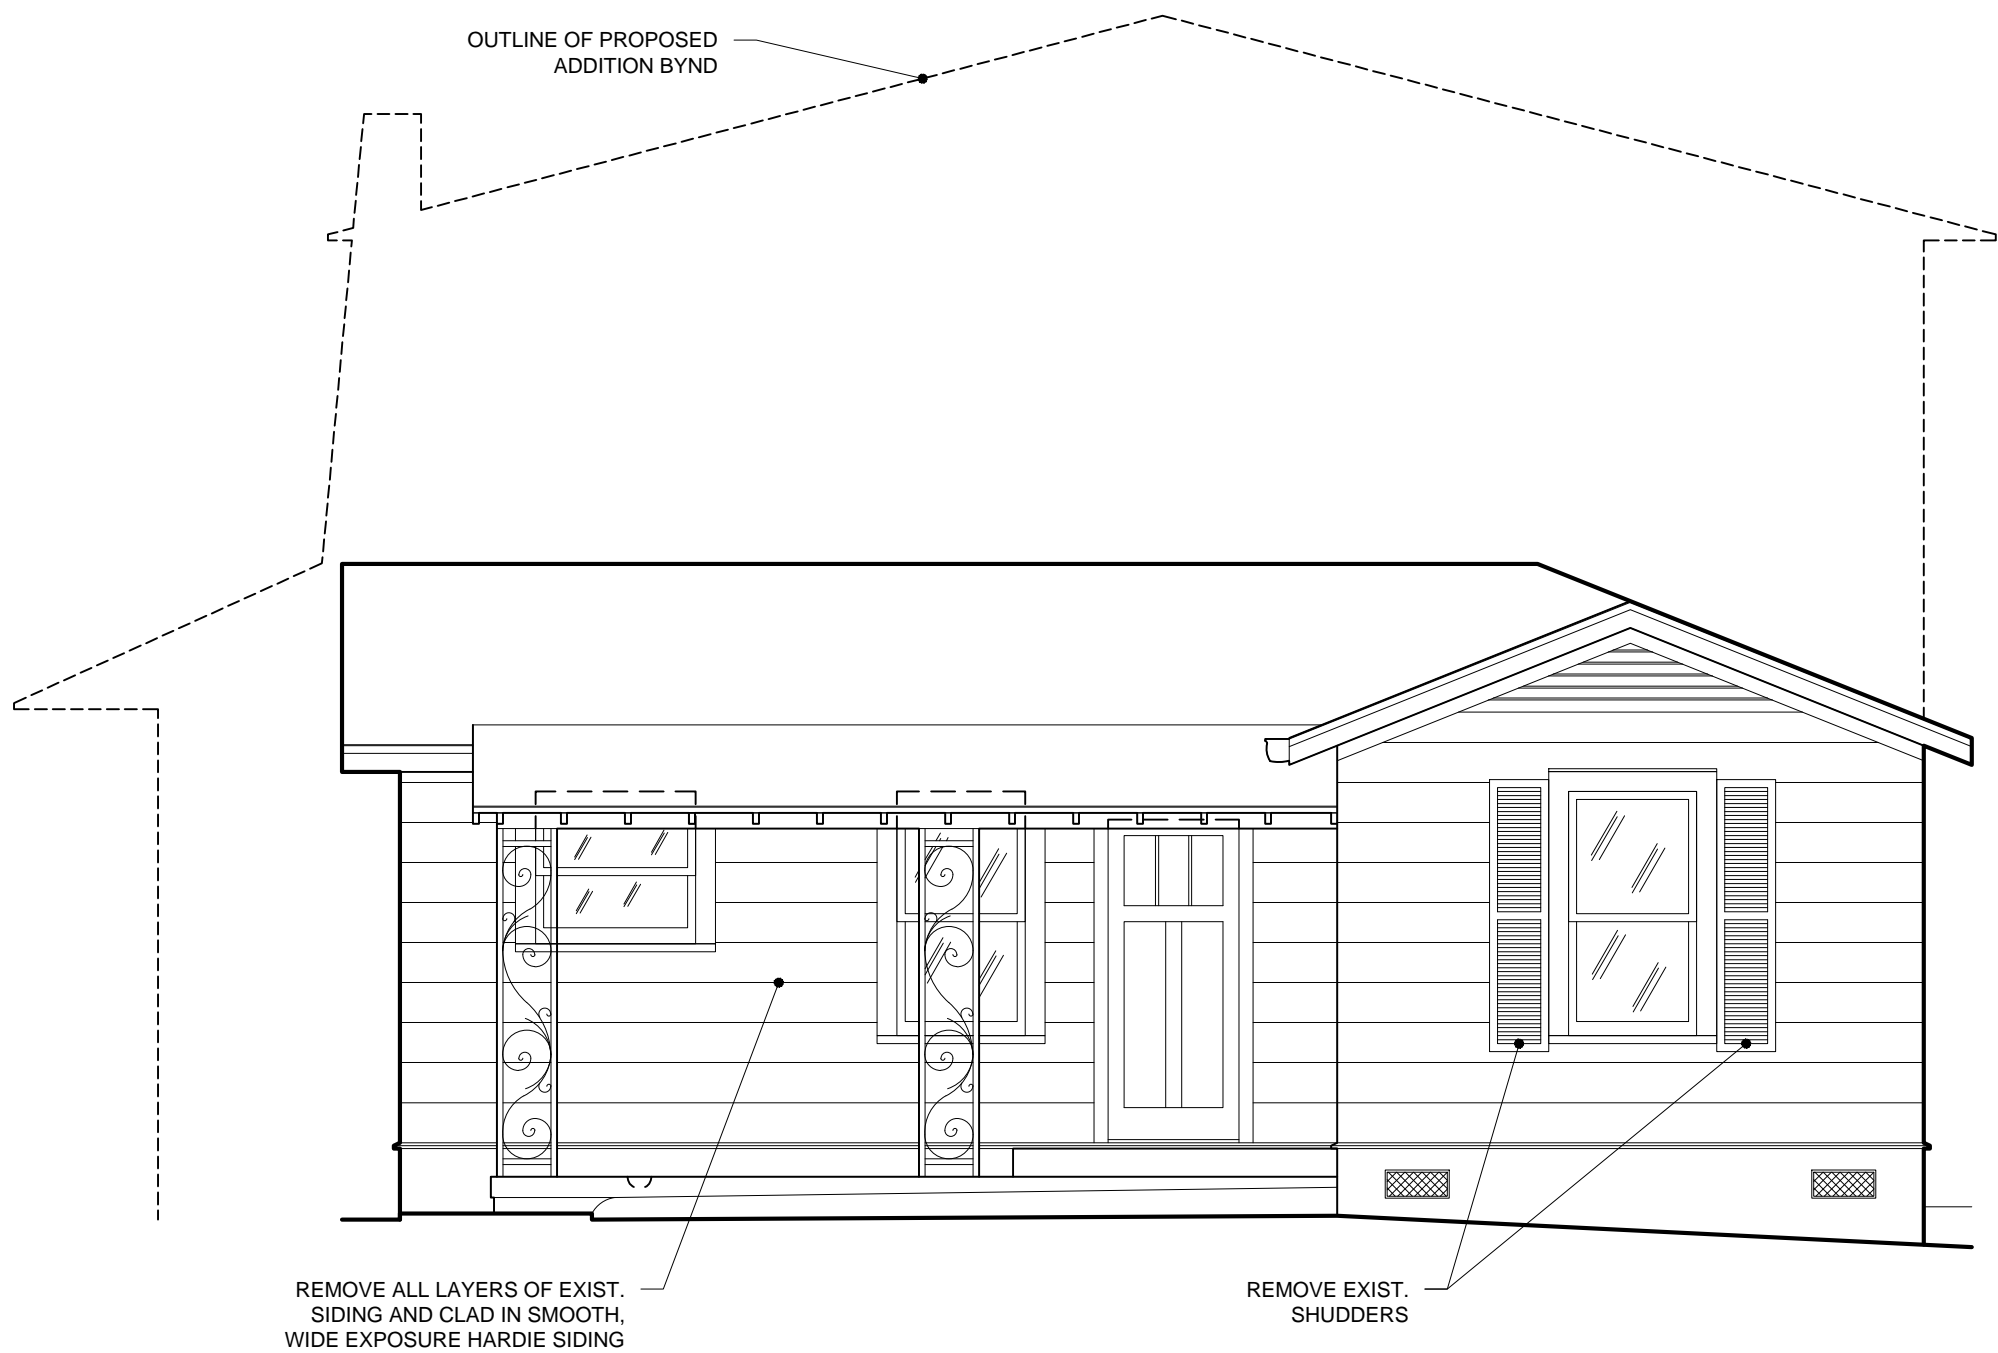 OUTLINE OF PROPOSED
ADDITION BYND
REMOVE ALL LAYERS OF EXIST.
SIDING AND CLAD IN SMOOTH,
WIDE EXPOSURE HARDIE SIDING
REMOVE EXIST.
SHUDDERS